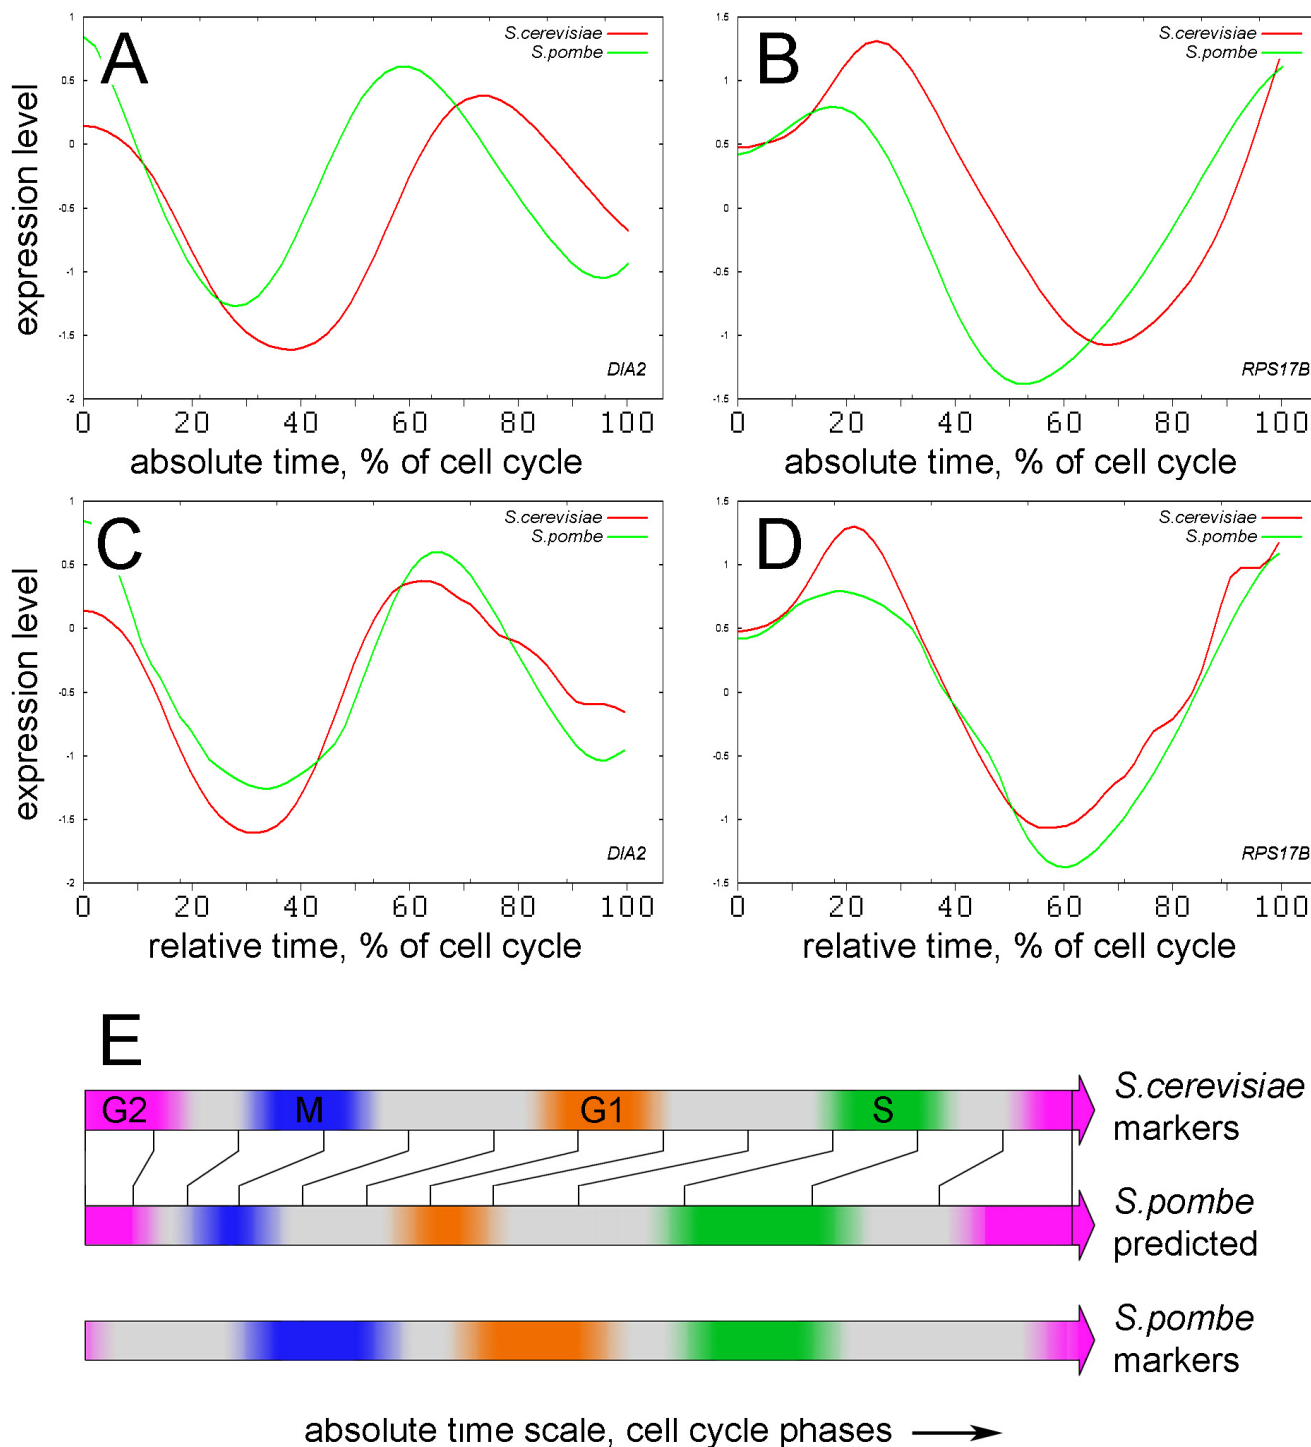 A
S.cerevisiae
S.pombe
1
0.5
0
-0.5
-1
-1.5
-2
expression level
DIA2
0 20 40 60 80 100
absolute time, % of cell cycle
B
S.cerevisiae
S.pombe
1.5
1
0.5
0
-0.5
-1
-1.5
RPS17B
0 20 40 60 80 100
absolute time, % of cell cycle
C
S.cerevisiae
S.pombe
1
0.5
0
-0.5
-1
-1.5
-2
expression level
DIA2
0 20 40 60 80 100
relative time, % of cell cycle
D
S.cerevisiae
S.pombe
1.5
1
0.5
0
-0.5
-1
-1.5
RPS17B
0 20 40 60 80 100
relative time, % of cell cycle
E
G2 M G1 S
S.cerevisiae
markers
S.pombe
predicted
S.pombe
markers
absolute time scale, cell cycle phases